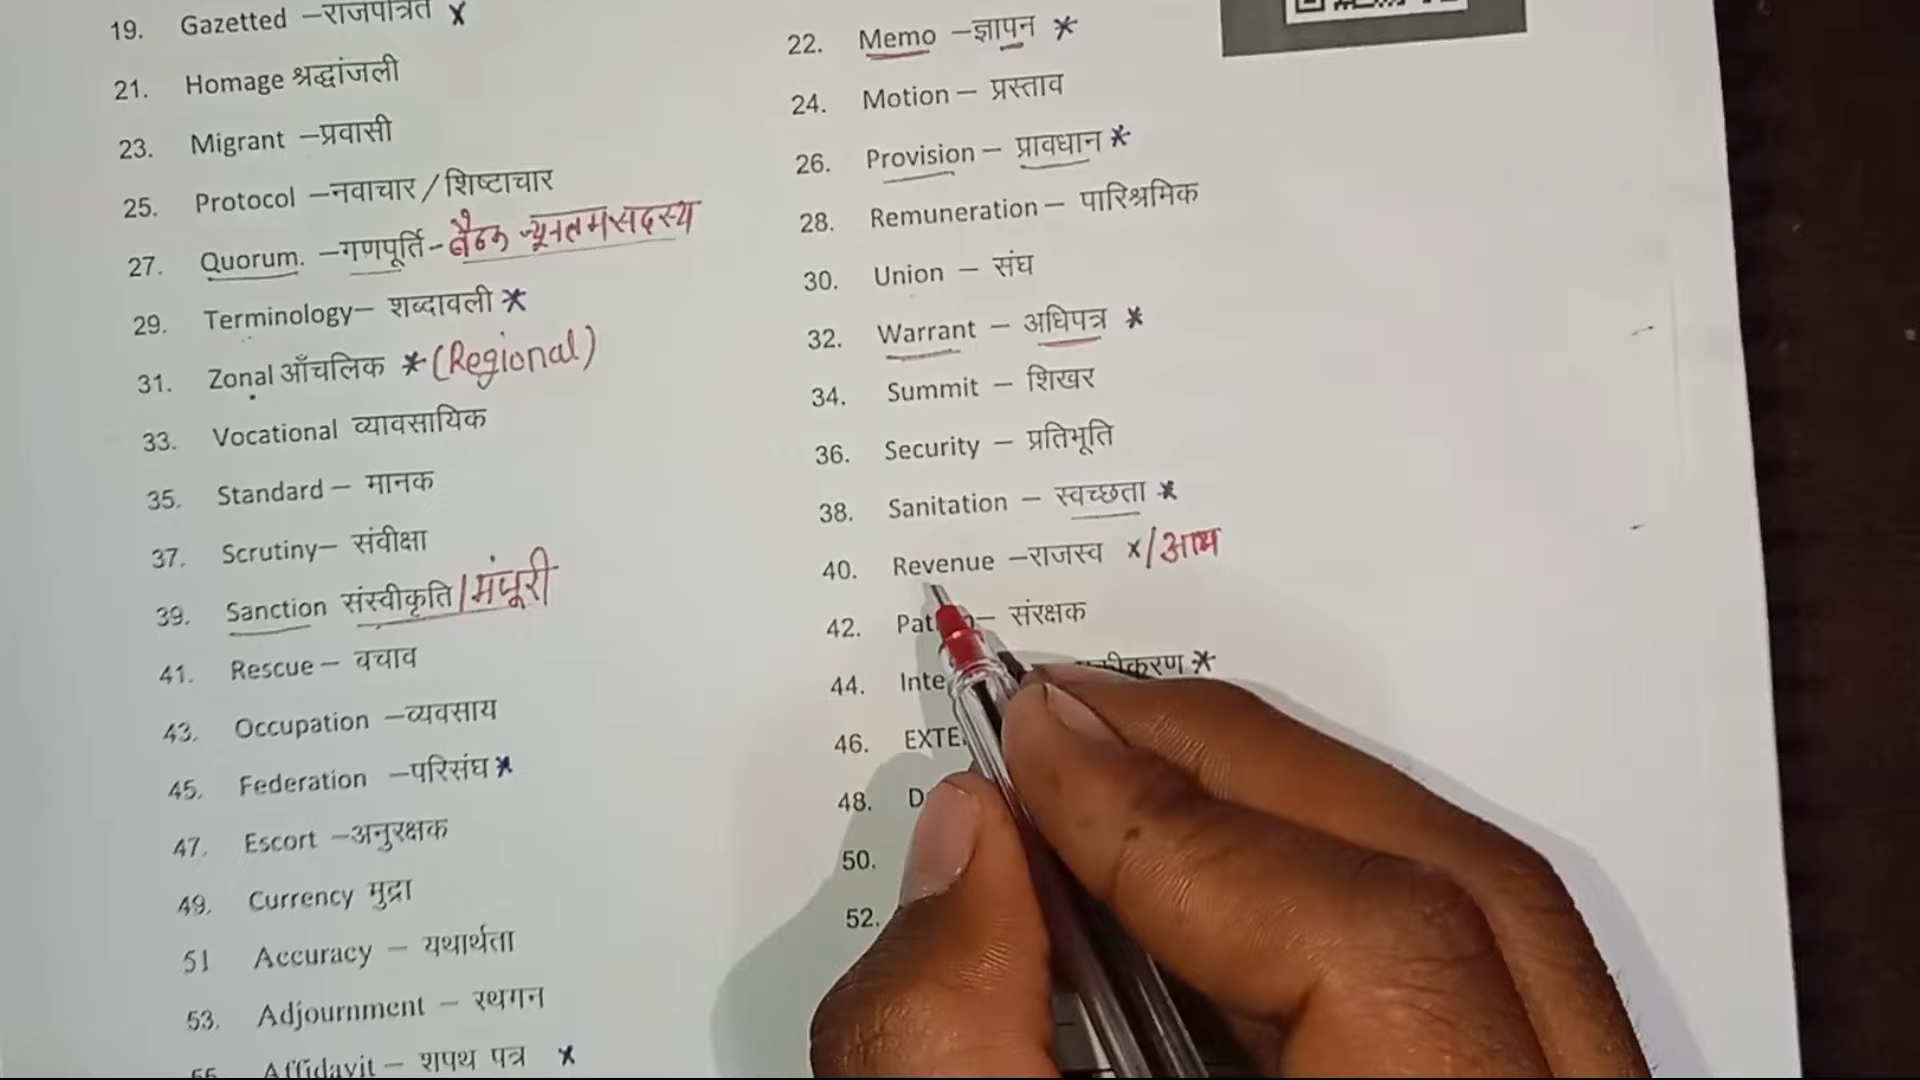 19. Gazetted –राजपत्रित x
21. Homage श्रद्धांजली
23. Migrant –प्रवासी
25. Protocol –नवाचार / शिष्टाचार
27. Quorum. –गणपूर्ति - बैठक न्यूनतम सदस्य
29. Terminology– शब्दावली *
31. Zonal आँचलिक * (Regional)
33. Vocational व्यावसायिक
35. Standard – मानक
37. Scrutiny– संवीक्षा
39. Sanction संस्वीकृति/मंजूरी
41. Rescue – वचाव
43. Occupation –व्यवसाय
45. Federation –परिसंघ *
47. Escort –अनुरक्षक
49. Currency मुद्रा
51 Accuracy – यथार्थता
53. Adjournment – स्थगन
55 Affidavit – शपथ पत्र x
22. Memo –ज्ञापन *
24. Motion – प्रस्ताव
26. Provision – प्रावधान *
28. Remuneration – पारिश्रमिक
30. Union – संघ
32. Warrant – अधिपत्र *
34. Summit – शिखर
36. Security – प्रतिभूति
38. Sanitation – स्वच्छता *
40. Revenue –राजस्व x/आय
42. – संरक्षक
44. *
46.
48.
50.
52.